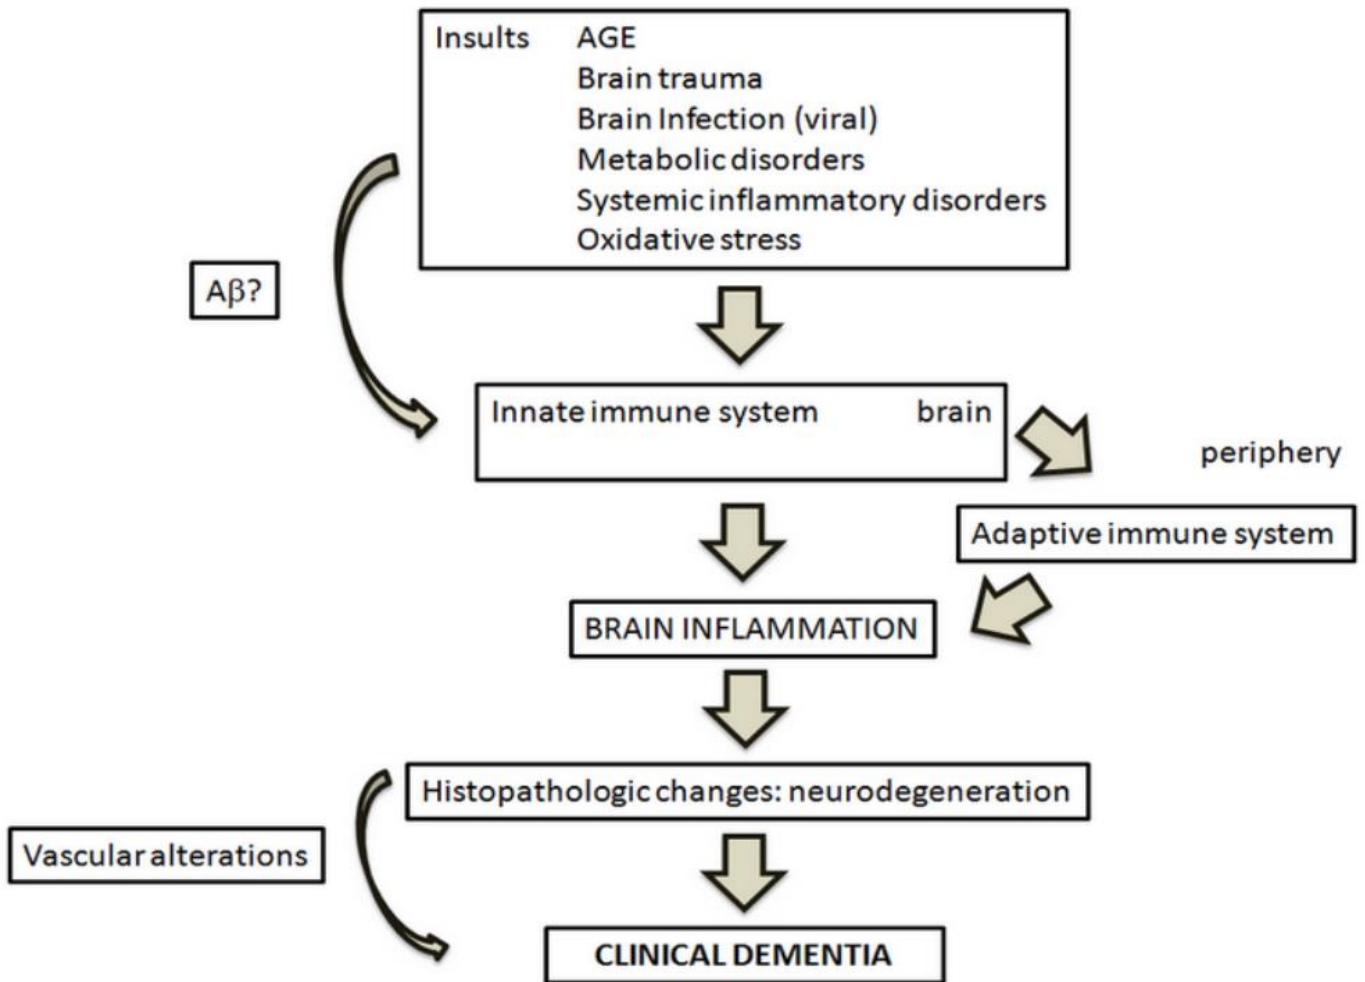 Insults AGE
Brain trauma
Brain Infection (viral)
Metabolic disorders
Systemic inflammatory disorders
Oxidative stress
Aβ?
Innate immune system brain
periphery
Adaptive immune system
BRAIN INFLAMMATION
Histopathologic changes: neurodegeneration
Vascular alterations
CLINICAL DEMENTIA